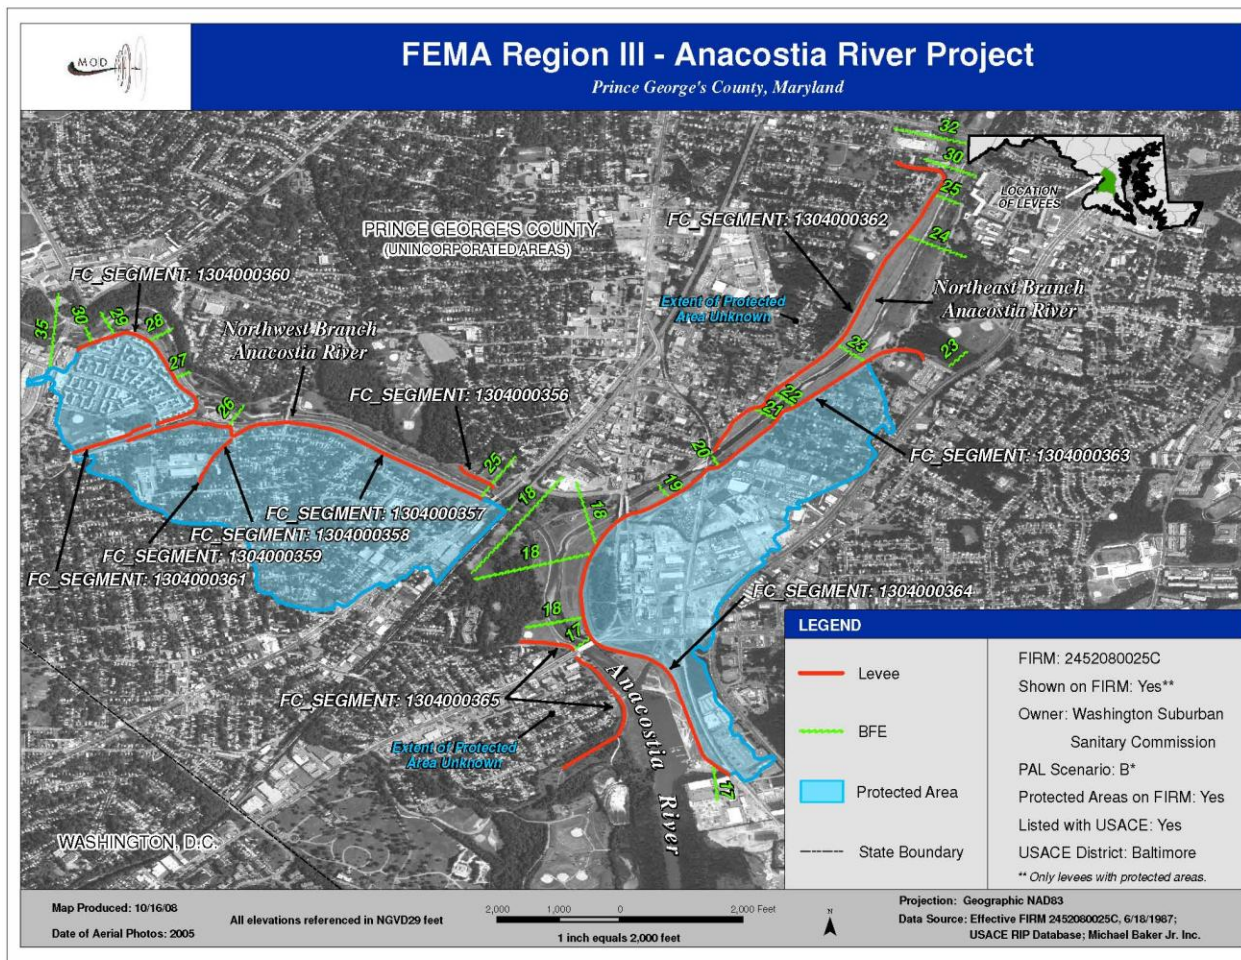 MOD
FEMA Region III - Anacostia River Project
Prince George's County, Maryland
32
30
25
24
LOCATION
OF LEVEES
FC_SEGMENT: 1304000362
PRINCE GEORGE'S COUNTY
(UNINCORPORATED AREAS)
FC_SEGMENT: 1304000360
Northeast Branch
Anacostia River
Extent of Protected
Area Unknown
35
30
29
28
27
26
Northwest Branch
Anacostia River
23
23
FC_SEGMENT: 1304000356
22
21
20
19
FC_SEGMENT: 1304000363
25
18
18
18
18
17
FC_SEGMENT: 1304000357
FC_SEGMENT: 1304000358
FC_SEGMENT: 1304000359
FC_SEGMENT: 1304000361
FC_SEGMENT: 1304000364
FC_SEGMENT: 1304000365
Extent of Protected
Area Unknown
Anacostia River
17
WASHINGTON, D.C.
LEGEND
Levee
BFE
Protected Area
State Boundary
FIRM: 2452080025C
Shown on FIRM: Yes**
Owner: Washington Suburban
Sanitary Commission
PAL Scenario: B*
Protected Areas on FIRM: Yes
Listed with USACE: Yes
USACE District: Baltimore
** Only levees with protected areas.
Map Produced: 10/16/08
Date of Aerial Photos: 2005
All elevations referenced in NGVD29 feet
2,000 1,000 0 2,000 Feet
1 inch equals 2,000 feet
N
Projection: Geographic NAD83
Data Source: Effective FIRM 2452080025C, 6/18/1987;
USACE RIP Database; Michael Baker Jr. Inc.